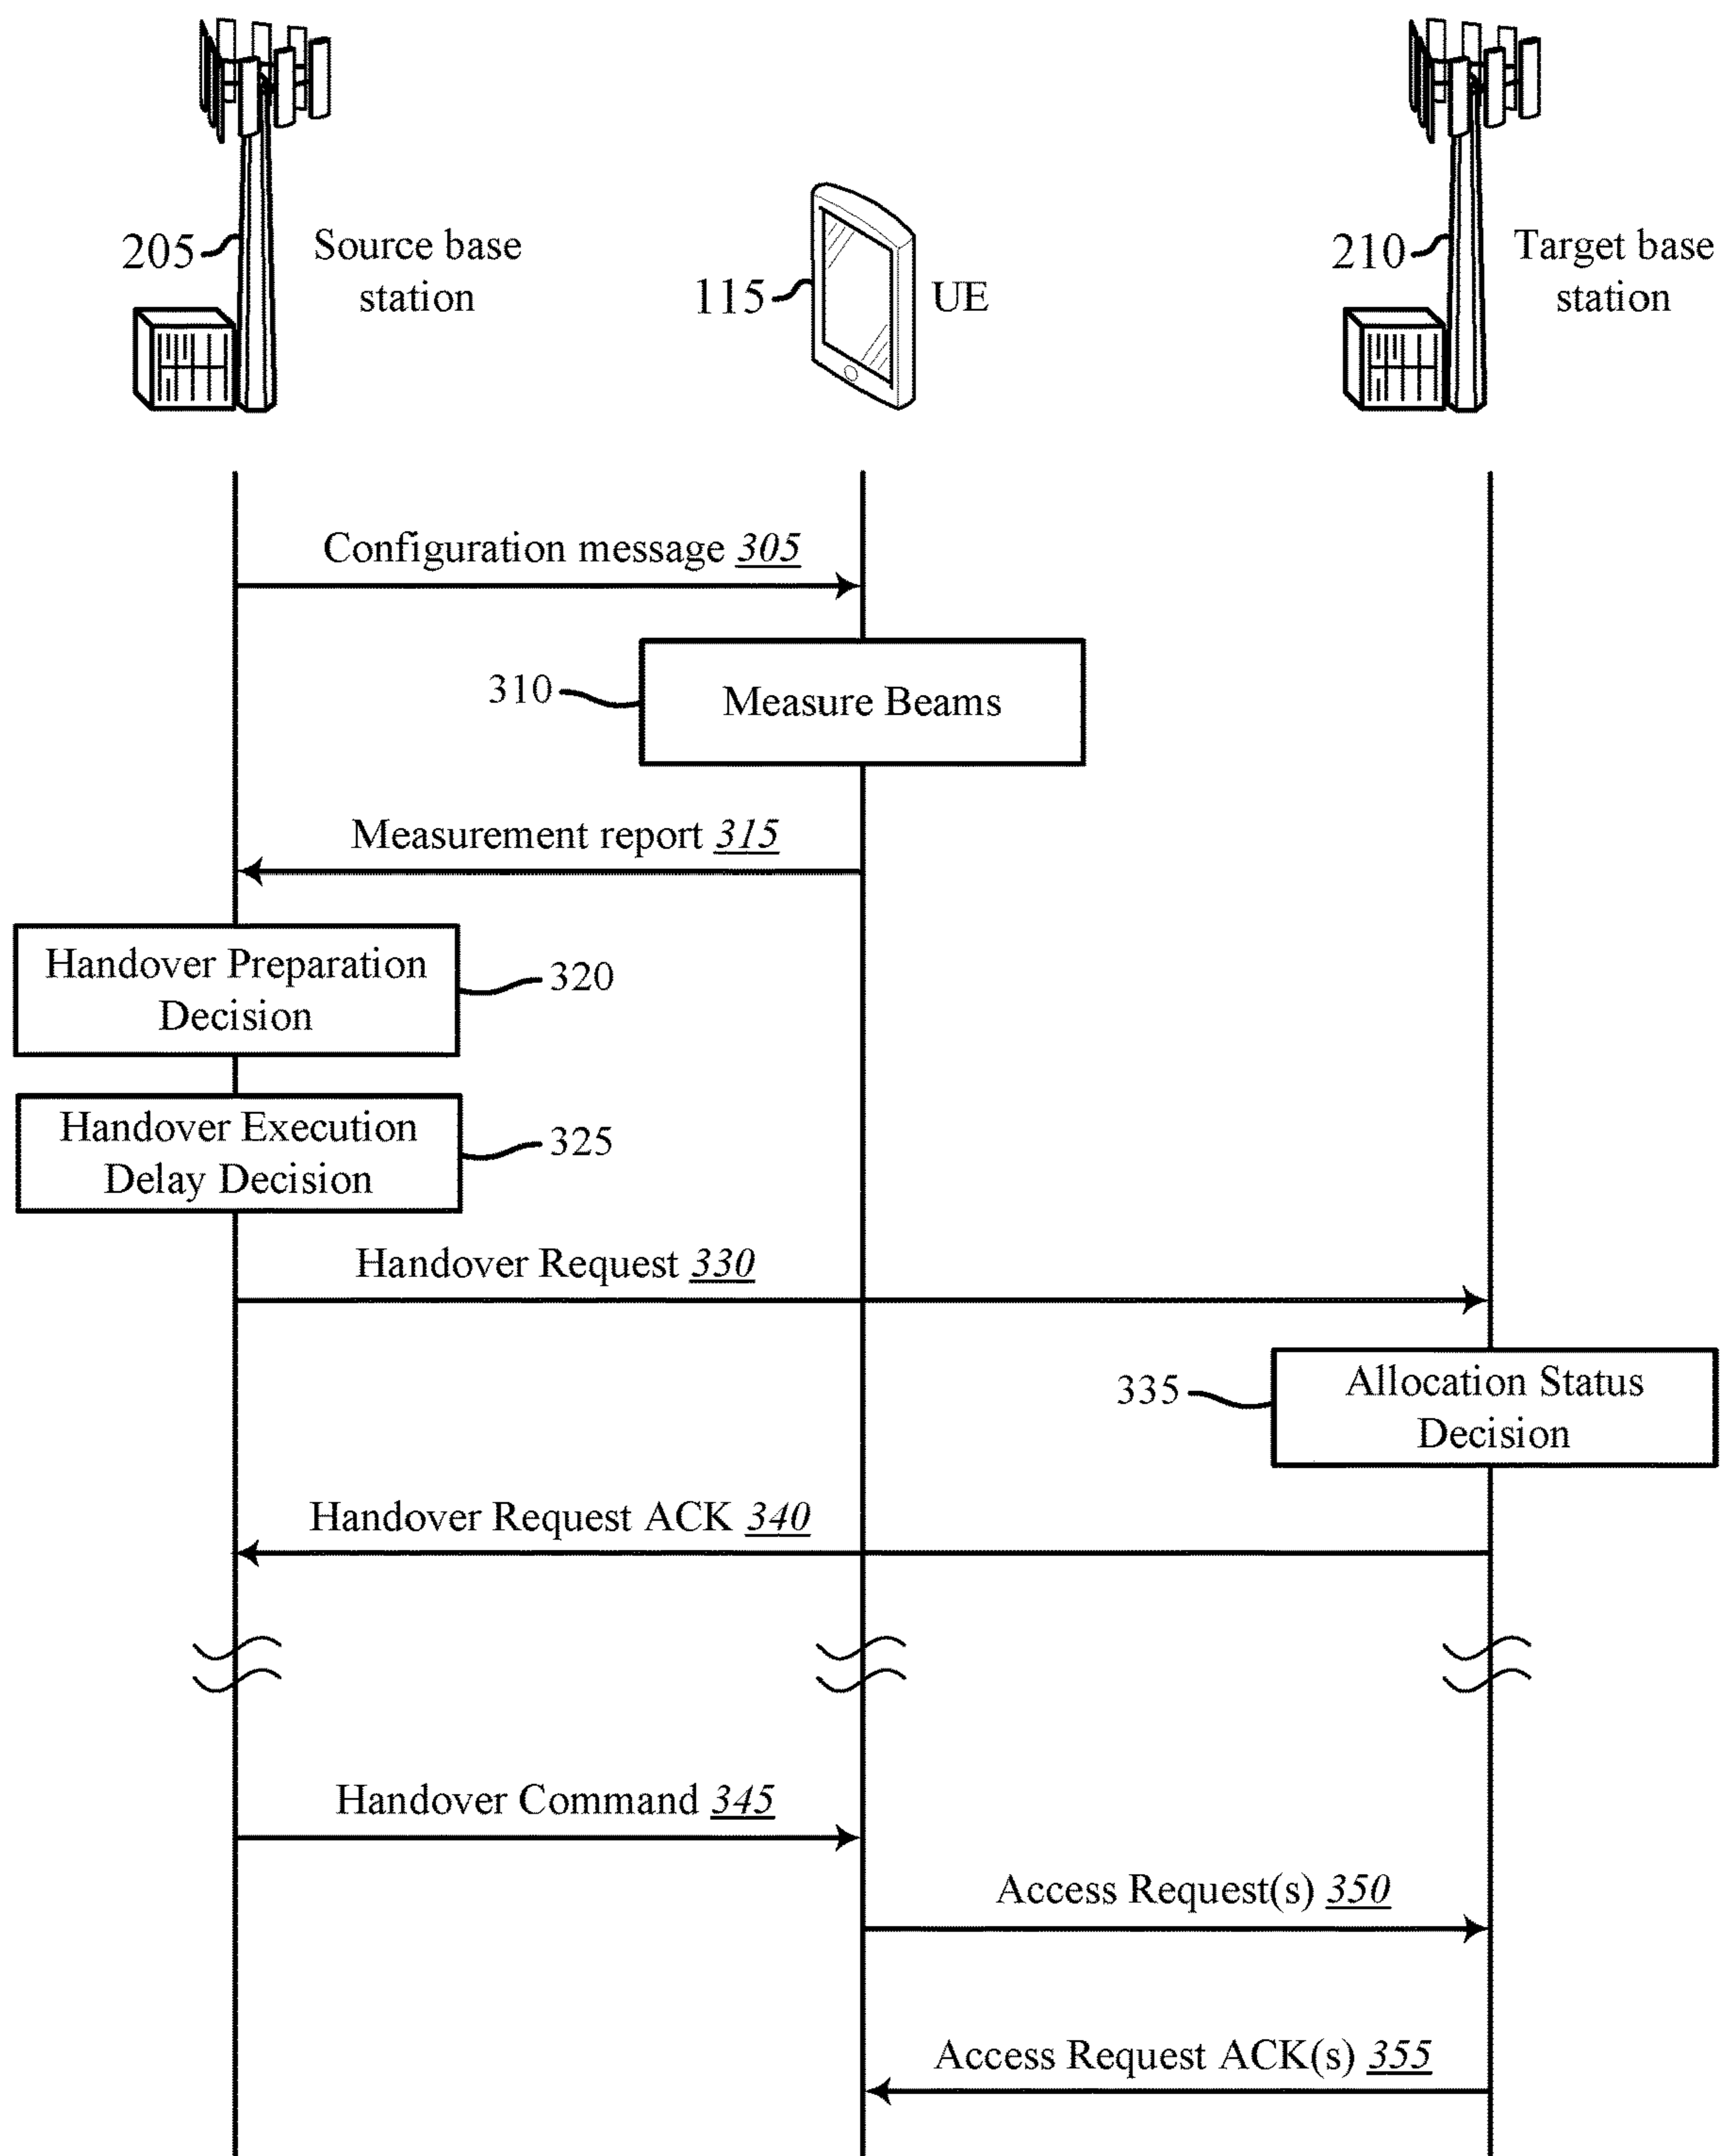 205
Source base
station
115
UE
210
Target base
station
Configuration message 305
310
Measure Beams
Measurement report 315
Handover Preparation
Decision
320
Handover Execution
Delay Decision
325
Handover Request 330
335
Allocation Status
Decision
Handover Request ACK 340
Handover Command 345
Access Request(s) 350
Access Request ACK(s) 355